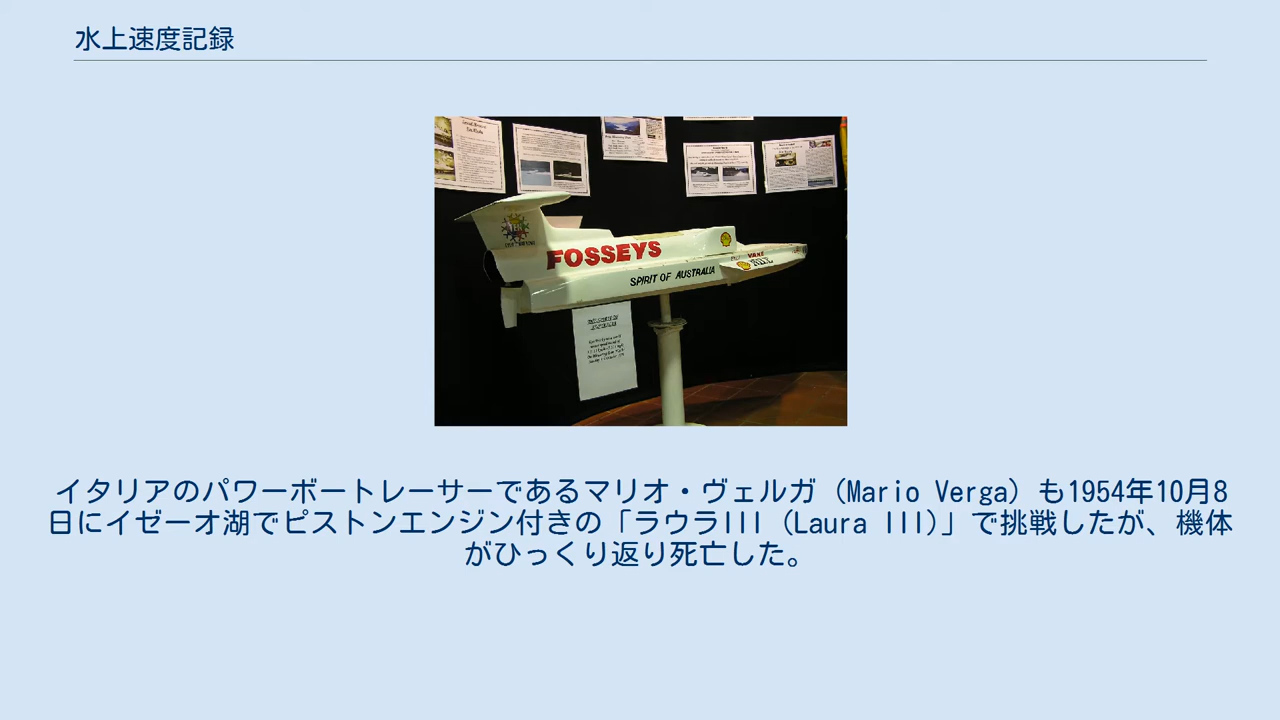 水上速度記録
FOSSEYS
SPIRIT OF AUSTRALIA
イタリアのパワーボートレーサーであるマリオ・ヴェルガ（Mario Verga）も1954年10月8
日にイゼーオ湖でピストンエンジン付きの「ラウラIII（Laura III）」で挑戦したが、機体
がひっくり返り死亡した。